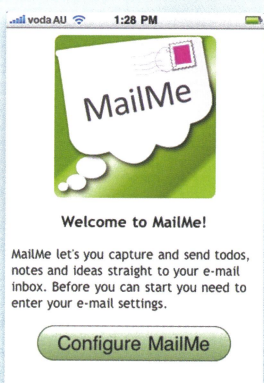 voda AU 1:28 PM
MailMe
Welcome to MailMe!
MailMe let's you capture and send todos,
notes and ideas straight to your e-mail
inbox. Before you can start you need to
enter your e-mail settings.
Configure MailMe